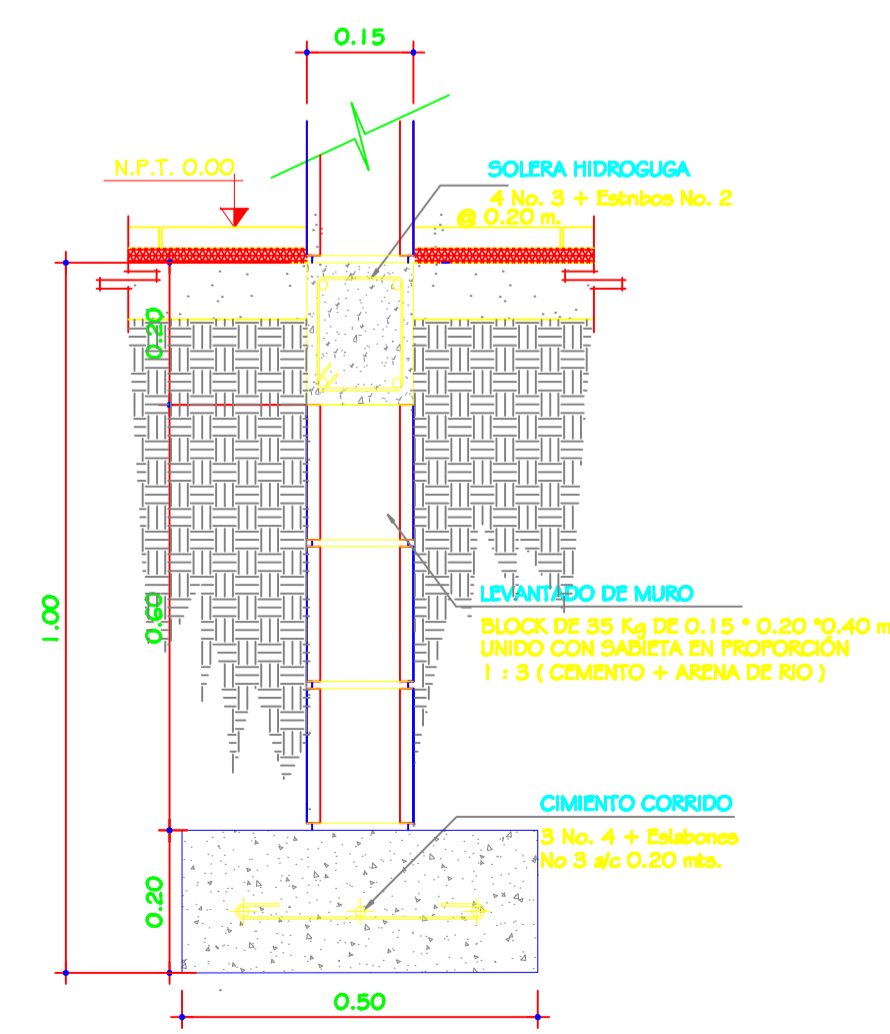 0.15
N.P.T. 0.00
SOLERA HIDROGUGA
4 No. 3 + Estribos No. 2
@ 0.20 m.
0.20
1.00
0.60
LEVANTADO DE MURO
BLOCK DE 35 Kg DE 0.15 * 0.20 *0.40 m
UNIDO CON SABIETA EN PROPORCIÓN
1 : 3 ( CEMENTO + ARENA DE RIO )
CIMIENTO CORRIDO
3 No. 4 + Eslabones
No 3 a/c 0.20 mts.
0.20
0.50